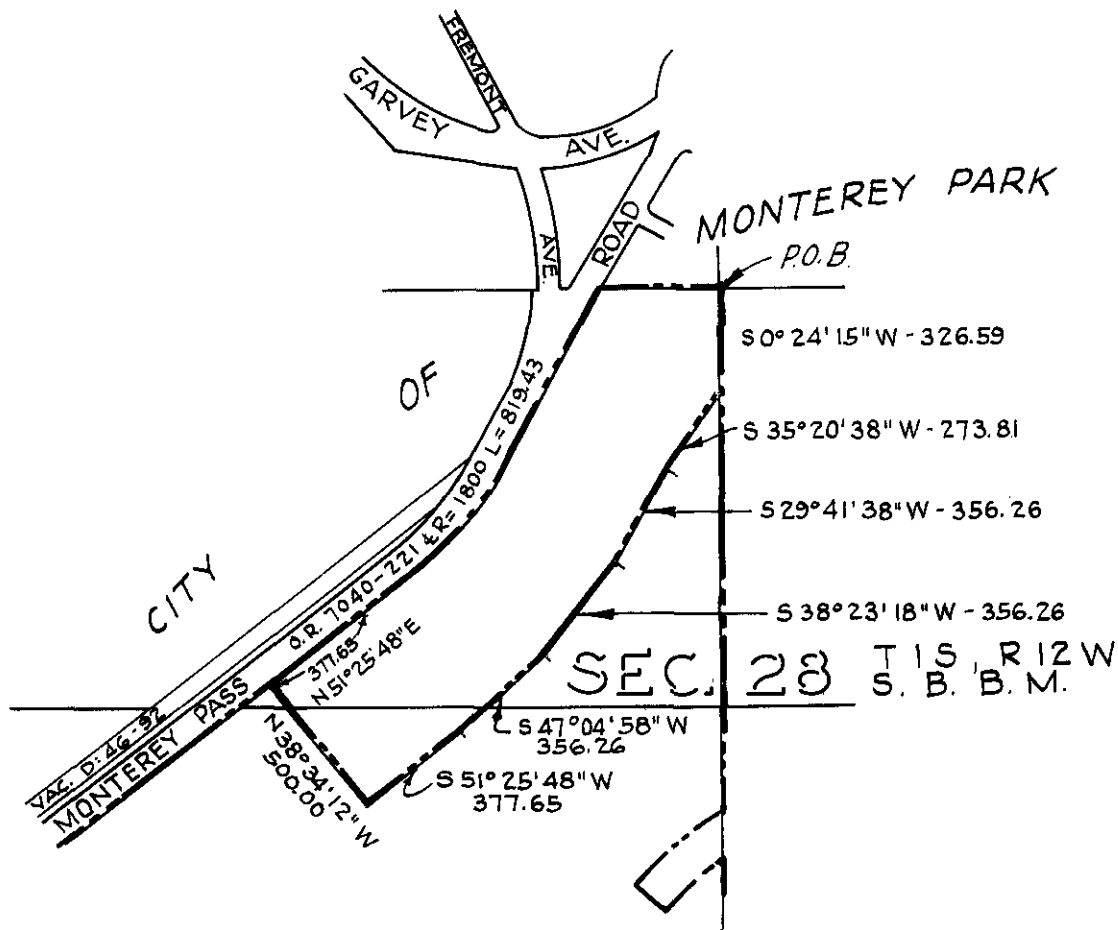 FREMONT
GARVEY
AVE.
AVE.
ROAD
MONTEREY PARK
P.O.B.
S 0° 24' 15" W - 326.59
OF
S 35° 20' 38" W - 273.81
S 29° 41' 38" W - 356.26
CITY
O.R. 7040-221 ℄ R = 1800 L = 819.43
S 38° 23' 18" W - 356.26
377.65
N 51° 25' 48" E
SEC. 28
T 1 S, R 12 W
S. B. B. M.
VAC. D: 46-92
MONTEREY PASS
N 38° 34' 12" W
500.00
S 47° 04' 58" W
356.26
S 51° 25' 48" W
377.65